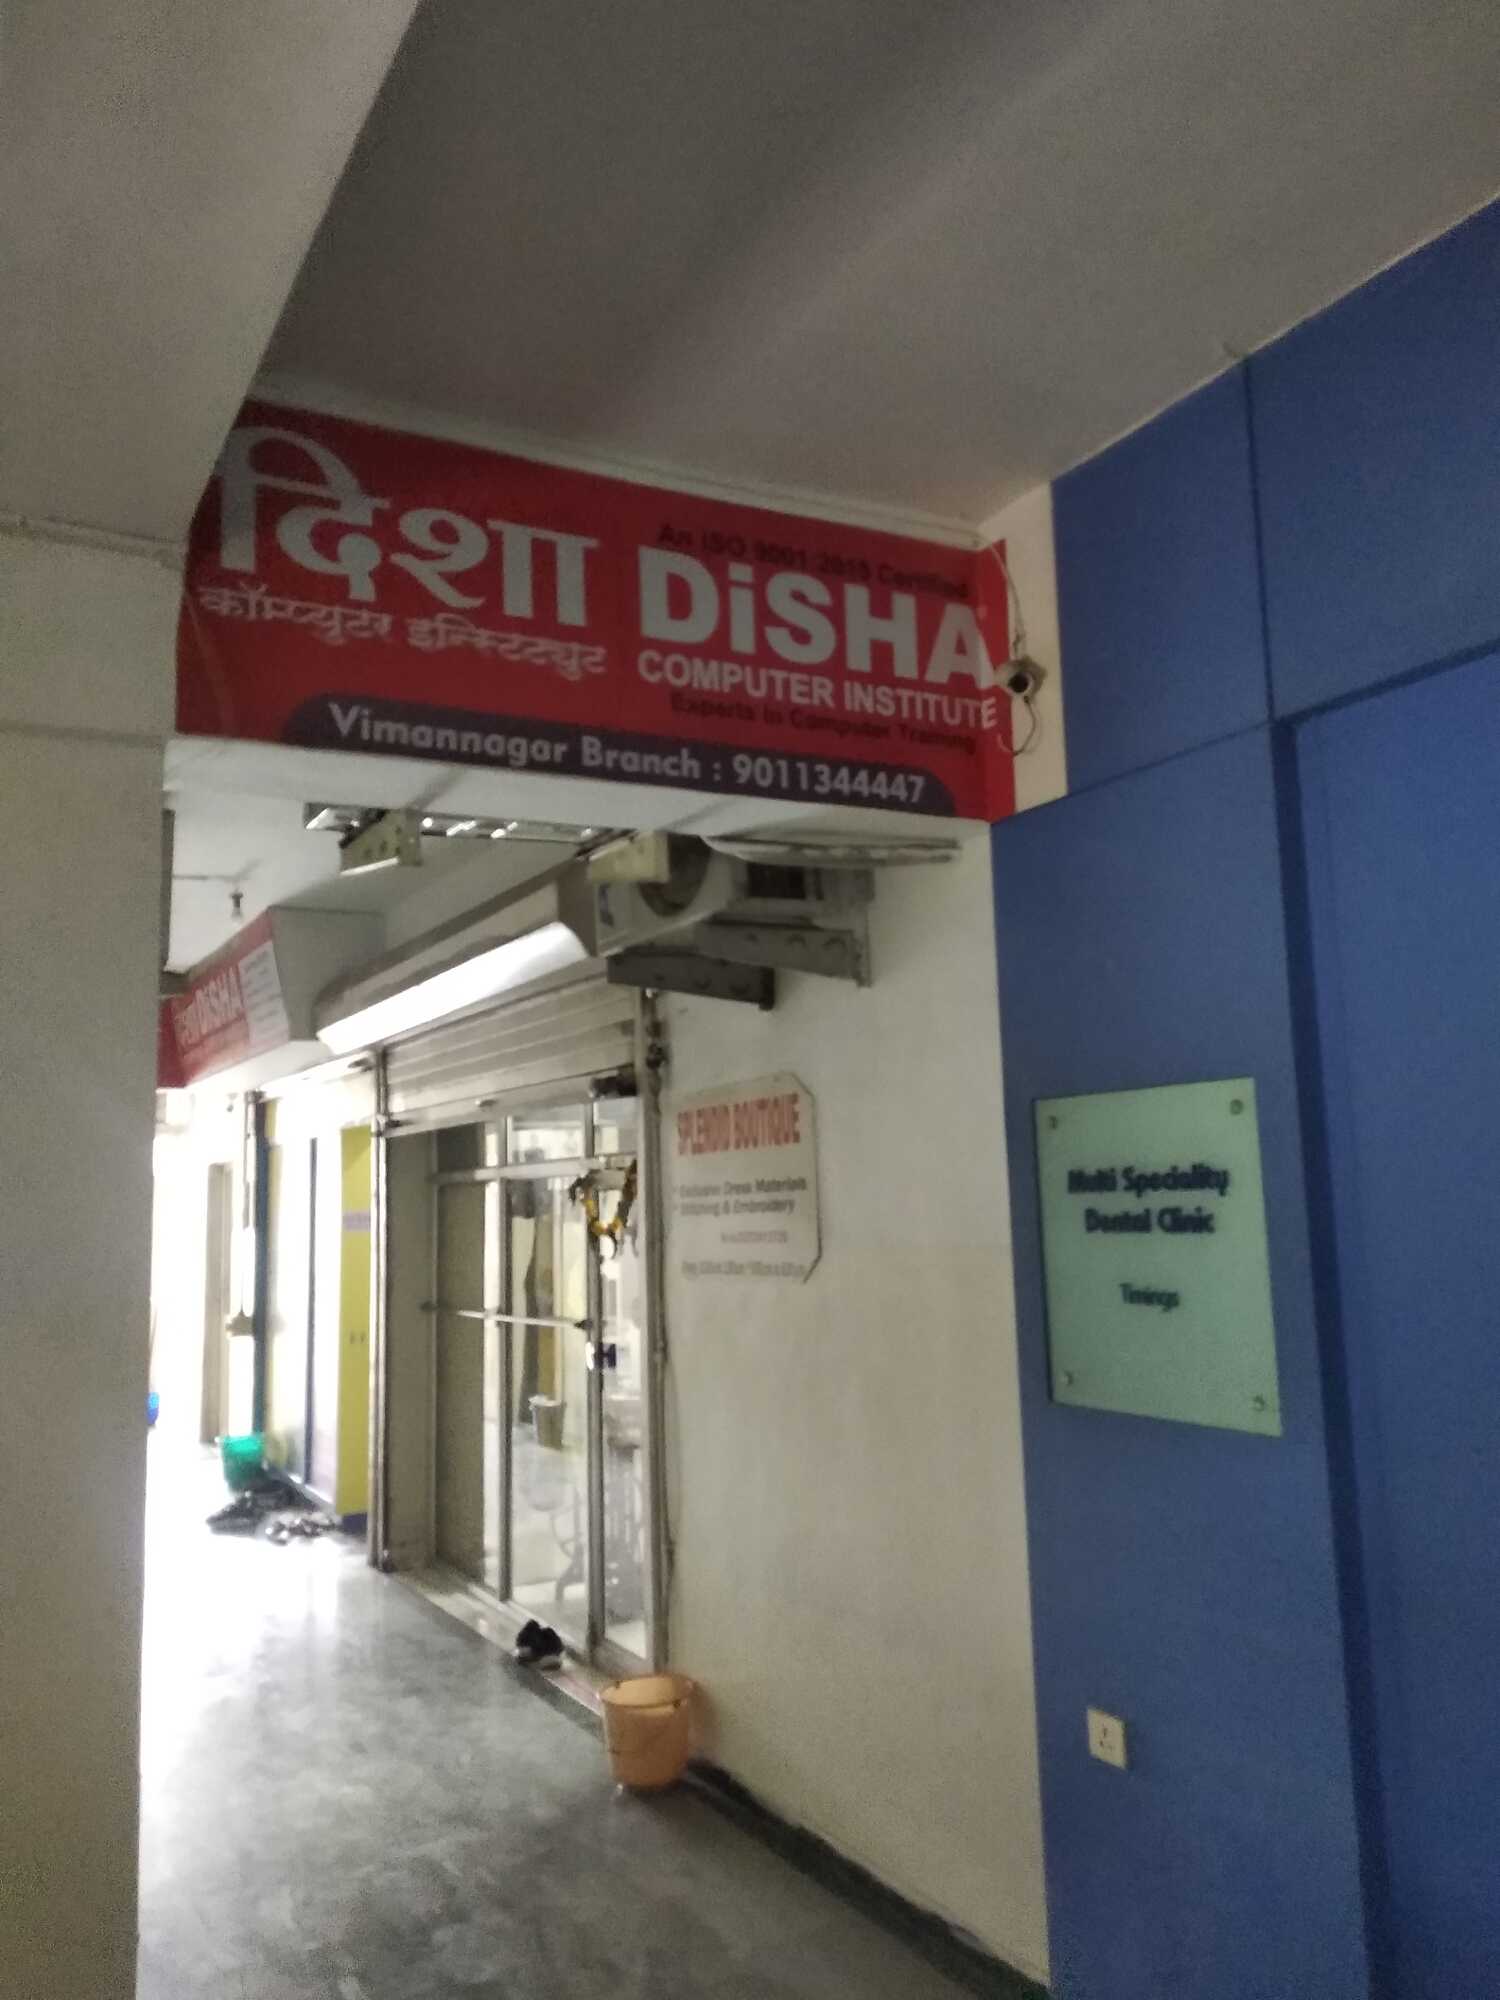 दिशा
कॉम्प्युटर इन्स्टिट्युट
An ISO 9001:2015 Certified
DiSHA
COMPUTER INSTITUTE
Experts in Computer Training
Vimannagar Branch : 9011344447
दिशा DiSHA
SPLENDID BOUTIQUE
* Exclusive Dress Materials
* Stitching & Embroidery
Multi Speciality
Dental Clinic
Timings